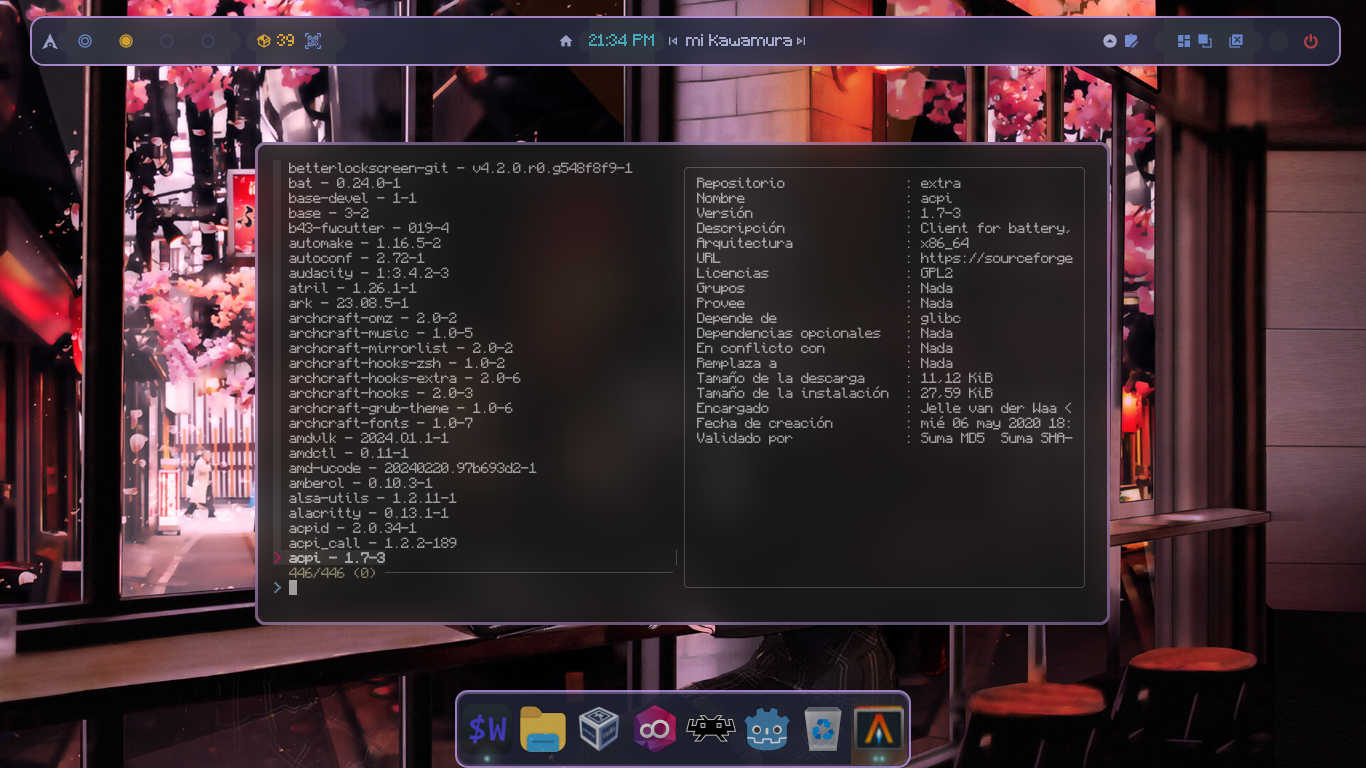 39
21:34 PM
mi Kawamura
betterlockscreen-git - v4.2.0.r0.g548f8f9-1
bat - 0.24.0-1
base-devel - 1-1
base - 3-2
b43-fwcutter - 019-4
automake - 1.16.5-2
autoconf - 2.72-1
audacity - 1:3.4.2-3
atril - 1.26.1-1
ark - 23.08.5-1
archcraft-omz - 2.0-2
archcraft-music - 1.0-5
archcraft-mirrorlist - 2.0-2
archcraft-hooks-zsh - 1.0-2
archcraft-hooks-extra - 2.0-6
archcraft-hooks - 2.0-3
archcraft-grub-theme - 1.0-6
archcraft-fonts - 1.0-7
amdvlk - 2024.Q1.1-1
amdctl - 0.11-1
amd-ucode - 20240220.97b693d2-1
amberol - 0.10.3-1
alsa-utils - 1.2.11-1
alacritty - 0.13.1-1
acpid - 2.0.34-1
acpi_call - 1.2.2-189
> acpi - 1.7-3
446/446 (0)
>
Repositorio : extra
Nombre : acpi
Versión : 1.7-3
Descripción : Client for battery,
Arquitectura : x86_64
URL : https://sourceforge
Licencias : GPL2
Grupos : Nada
Provee : Nada
Depende de : glibc
Dependencias opcionales : Nada
En conflicto con : Nada
Remplaza a : Nada
Tamaño de la descarga : 11,12 KiB
Tamaño de la instalación : 27,59 KiB
Encargado : Jelle van der Waa <
Fecha de creación : mié 06 may 2020 18:
Validado por : Suma MD5 Suma SHA-
$W